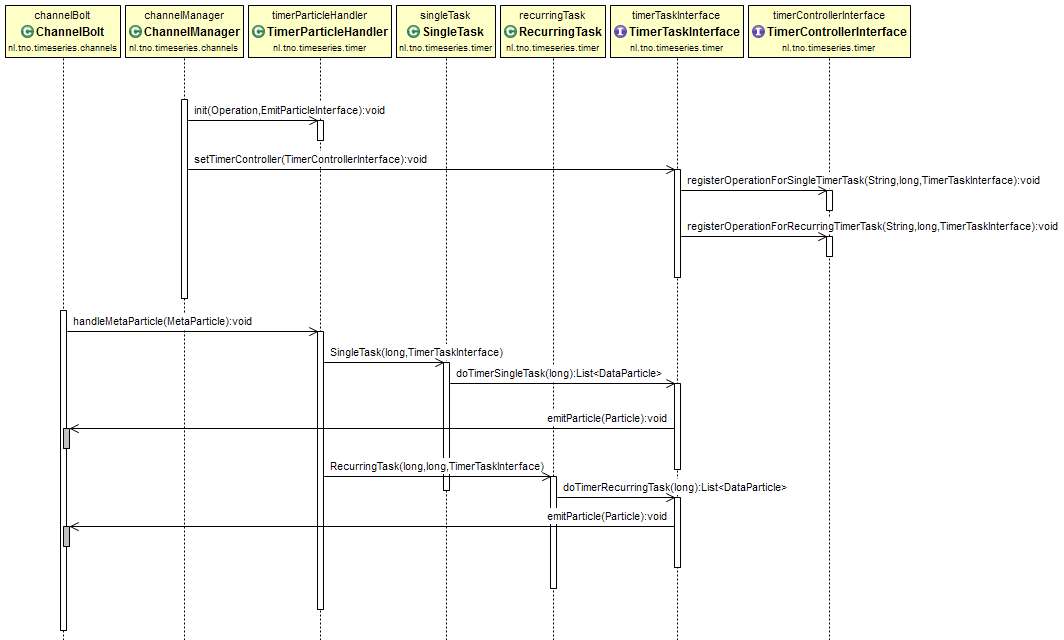 channelBolt
ChannelBolt
nl.tno.timeseries.channels
channelManager
ChannelManager
nl.tno.timeseries.channels
timerParticleHandler
TimerParticleHandler
nl.tno.timeseries.timer
singleTask
SingleTask
nl.tno.timeseries.timer
recurringTask
RecurringTask
nl.tno.timeseries.timer
timerTaskInterface
TimerTaskInterface
nl.tno.timeseries.timer
timerControllerInterface
TimerControllerInterface
nl.tno.timeseries.timer
init(Operation,EmitParticleInterface):void
setTimerController(TimerControllerInterface):void
registerOperationForSingleTimerTask(String,long,TimerTaskInterface):void
registerOperationForRecurringTimerTask(String,long,TimerTaskInterface):void
handleMetaParticle(MetaParticle):void
SingleTask(long,TimerTaskInterface)
doTimerSingleTask(long):List<DataParticle>
emitParticle(Particle):void
RecurringTask(long,long,TimerTaskInterface)
doTimerRecurringTask(long):List<DataParticle>
emitParticle(Particle):void